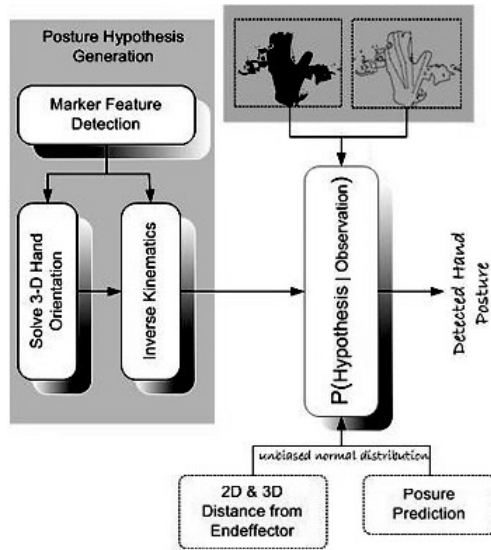 Posture Hypothesis
Generation
Marker Feature
Detection
Solve 3-D Hand
Orientation
Inverse Kinematics
P(Hypothesis | Observation)
Detected Hand
Posture
unbiased normal distribution
2D & 3D
Distance from
Endeffector
Posure
Prediction